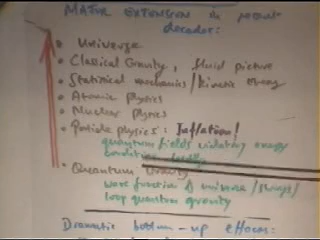 MAJOR EXTENSION in recent
decades:
• Universe
• Classical Gravity, fluid picture
• Statistical mechanics / kinetic theory
• Atomic physics
• Nuclear physics
• Particle physics: Inflation!
quantum fields violating energy
conditions
• Quantum Gravity
wave function of universe / strings /
loop quantum gravity
Dramatic bottom-up effects: